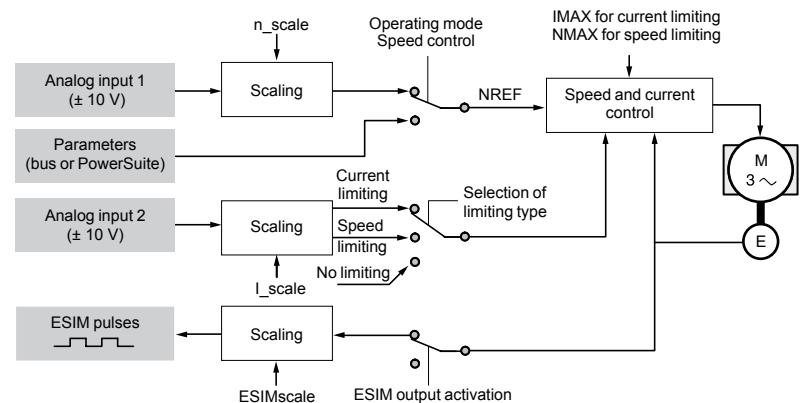 n_scale
Operating mode
Speed control
IMAX for current limiting
NMAX for speed limiting
Analog input 1
(± 10 V)
Scaling
NREF
Speed and current
control
Parameters
(bus or PowerSuite)
M
3 ~
Current
limiting
Selection of
limiting type
Analog input 2
(± 10 V)
Scaling
Speed
limiting
E
No limiting
I_scale
ESIM pulses
Scaling
ESIMscale
ESIM output activation